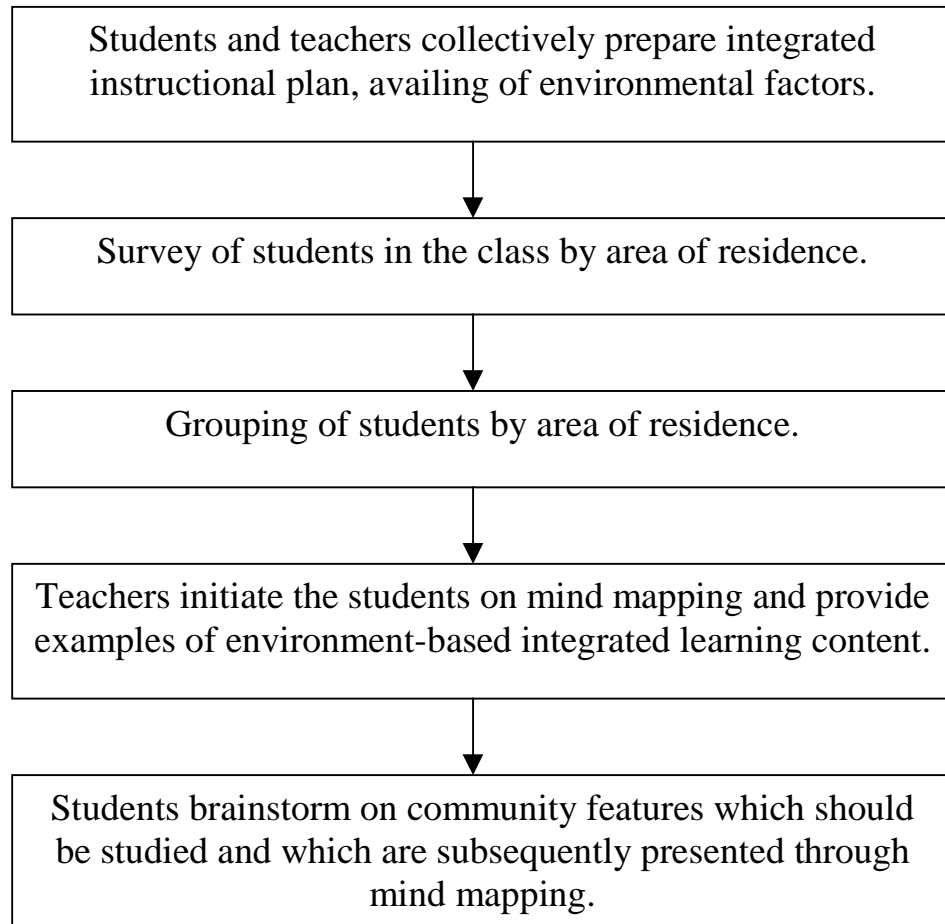 Students and teachers collectively prepare integrated
instructional plan, availing of environmental factors.
Survey of students in the class by area of residence.
Grouping of students by area of residence.
Teachers initiate the students on mind mapping and provide
examples of environment-based integrated learning content.
Students brainstorm on community features which should
be studied and which are subsequently presented through
mind mapping.